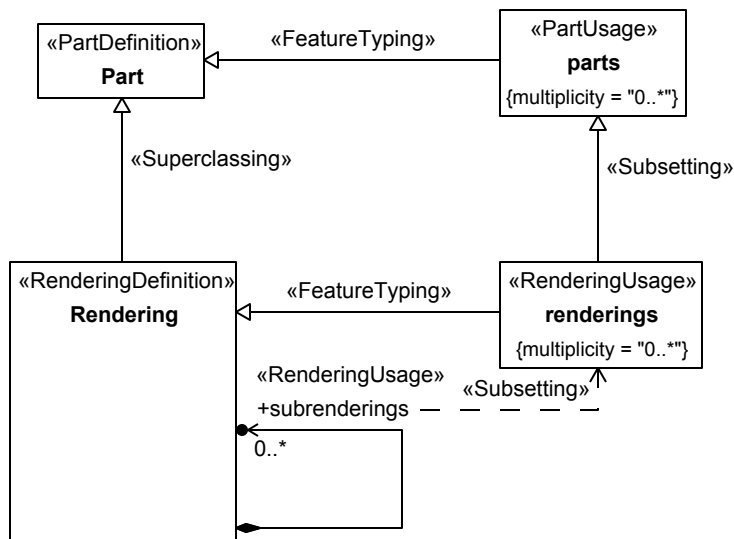 «PartDefinition»
Part
«FeatureTyping»
«PartUsage»
parts
{multiplicity = "0..*"}
«Superclassing»
«Subsetting»
«RenderingDefinition»
Rendering
«FeatureTyping»
«RenderingUsage»
renderings
{multiplicity = "0..*"}
«RenderingUsage»
+subrenderings
«Subsetting»
0..*